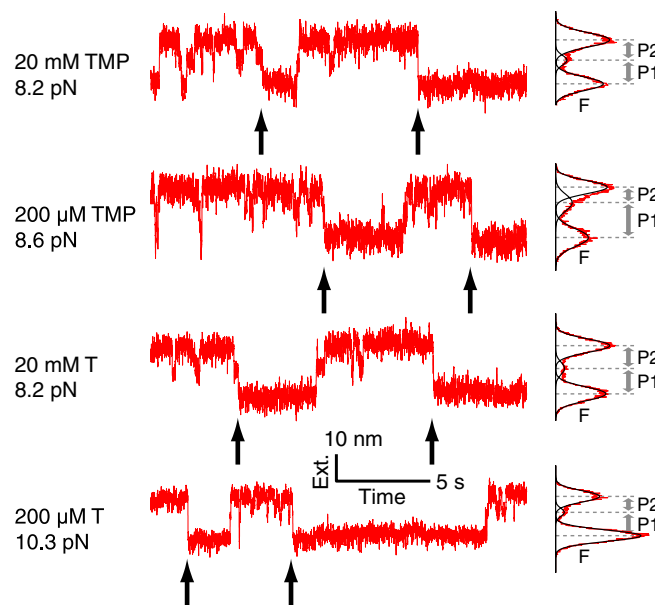 20 mM TMP
8.2 pN
P2
P1
F
200 µM TMP
8.6 pN
P2
P1
F
20 mM T
8.2 pN
P2
P1
F
10 nm
Ext.
5 s
Time
200 µM T
10.3 pN
P2
P1
F